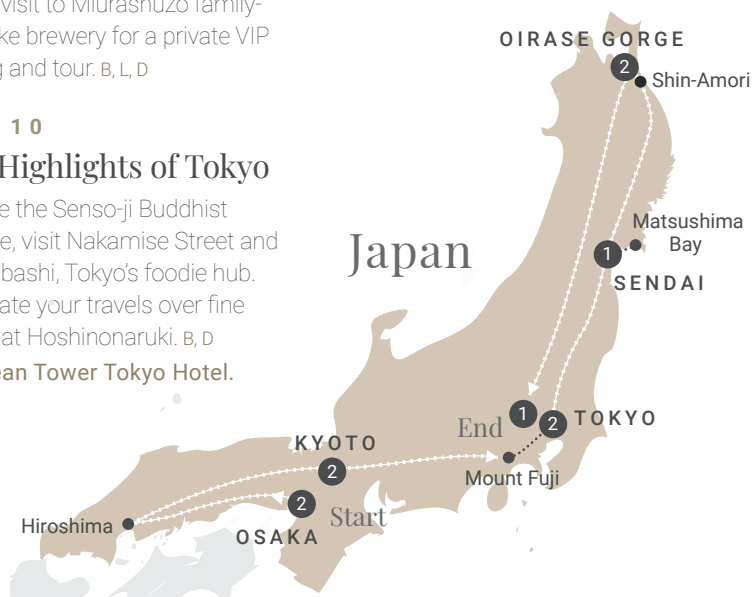 visit to Miurashuzo family-
ke brewery for a private VIP
g and tour. B, L, D
10
Highlights of Tokyo
e the Senso-ji Buddhist
e, visit Nakamise Street and
bashi, Tokyo's foodie hub.
ate your travels over fine
at Hoshinonaruki. B, D
ean Tower Tokyo Hotel.
Japan
OIRASE GORGE
2
Shin-Amori
Matsushima
Bay
1
SENDAI
End
1
2
TOKYO
Mount Fuji
KYOTO
2
2
Start
OSAKA
Hiroshima